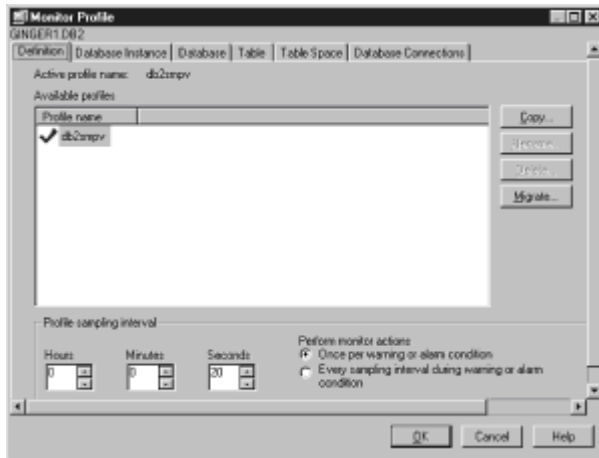 Monitor Profile
GINGER1.DB2
Definition Database Instance Database Table Table Space Database Connections
Active profile name: db2smpv
Available profiles
Profile name
db2smpv
Copy...
Rename...
Delete...
Migrate...
Profile sampling interval
Hours Minutes Seconds
0 0 20
Perform monitor actions
Once per warning or alarm condition
Every sampling interval during warning or alarm
condition
OK Cancel Help